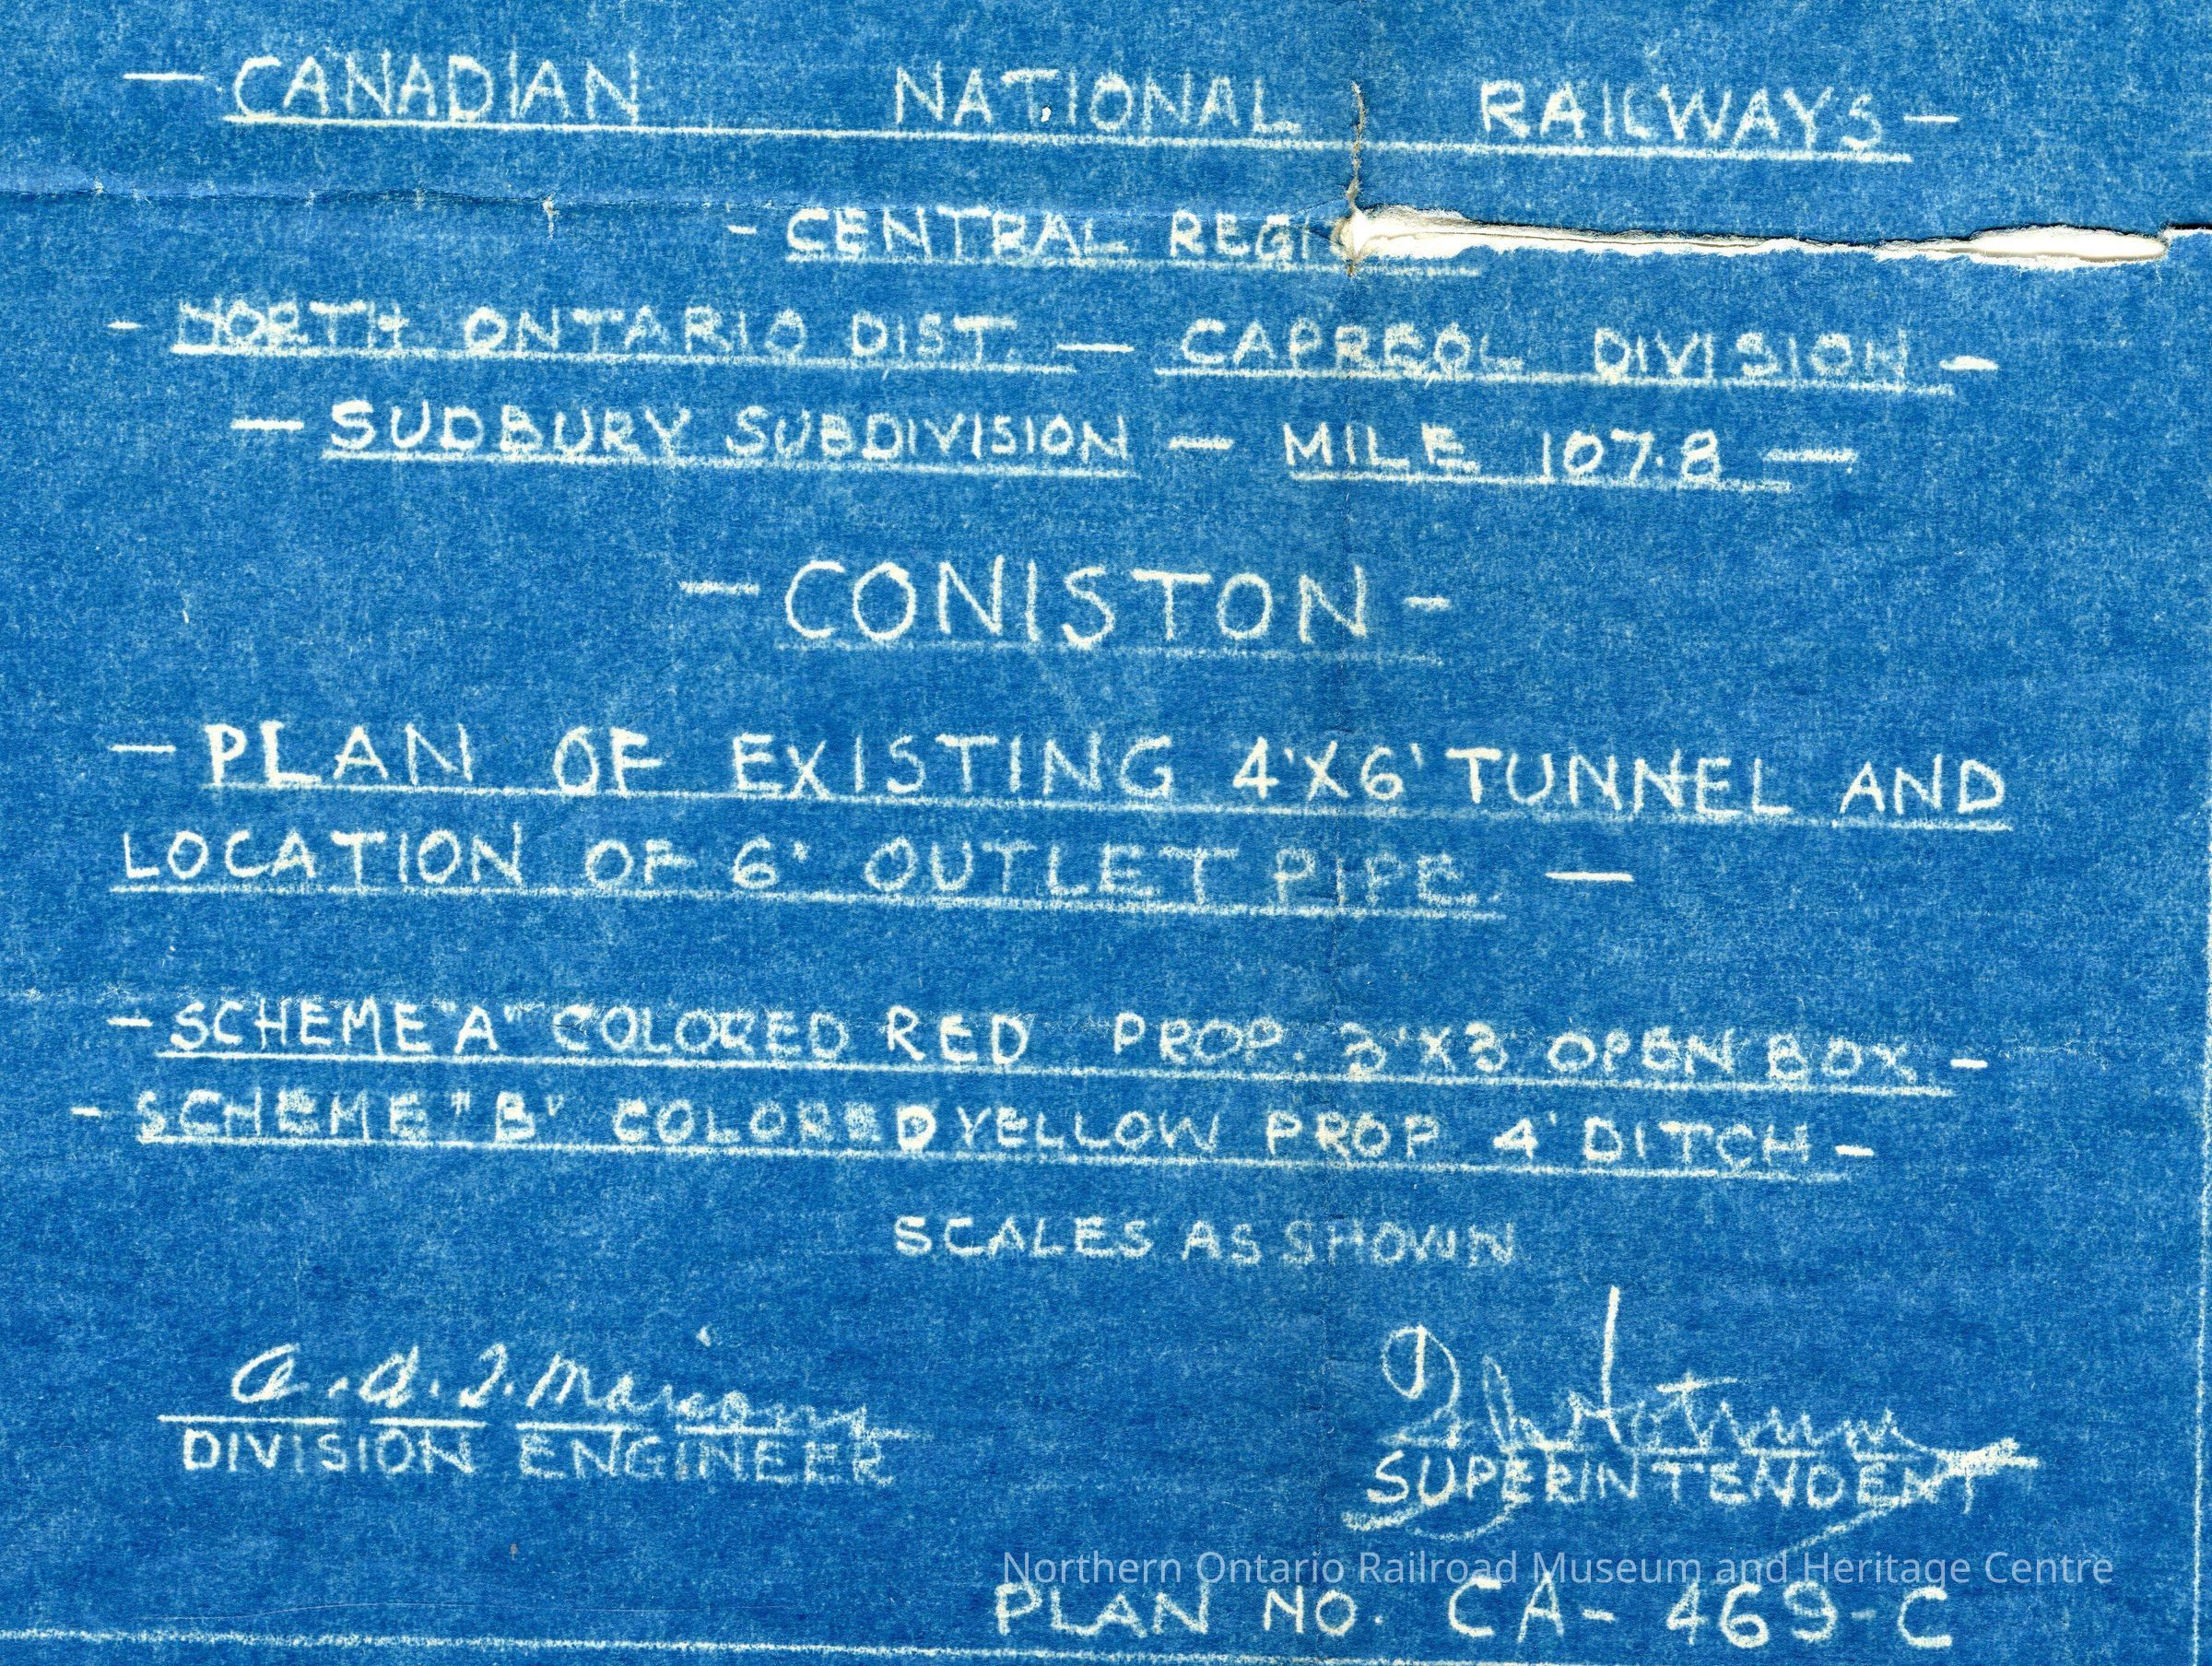 — CANADIAN NATIONAL RAILWAYS —
- CENTRAL REGI
- NORTH ONTARIO DIST. — CAPREOL DIVISION -
— SUDBURY SUBDIVISION — MILE 107.8 —
- CONISTON -
— PLAN OF EXISTING 4'X6' TUNNEL AND
LOCATION OF 6' OUTLET PIPE. —
- SCHEME "A" COLORED RED PROP. 3'X3 OPEN BOX -
- SCHEME "B" COLORED YELLOW PROP 4' DITCH -
SCALES AS SHOWN
DIVISION ENGINEER
SUPERINTENDENT
Northern Ontario Railroad Museum and Heritage Centre
PLAN NO. CA- 469-C